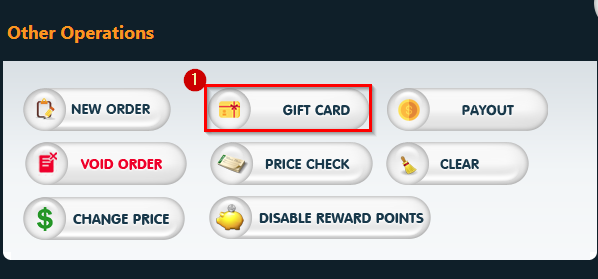 Other Operations
1
NEW ORDER
GIFT CARD
PAYOUT
VOID ORDER
PRICE CHECK
CLEAR
$ CHANGE PRICE
DISABLE REWARD POINTS